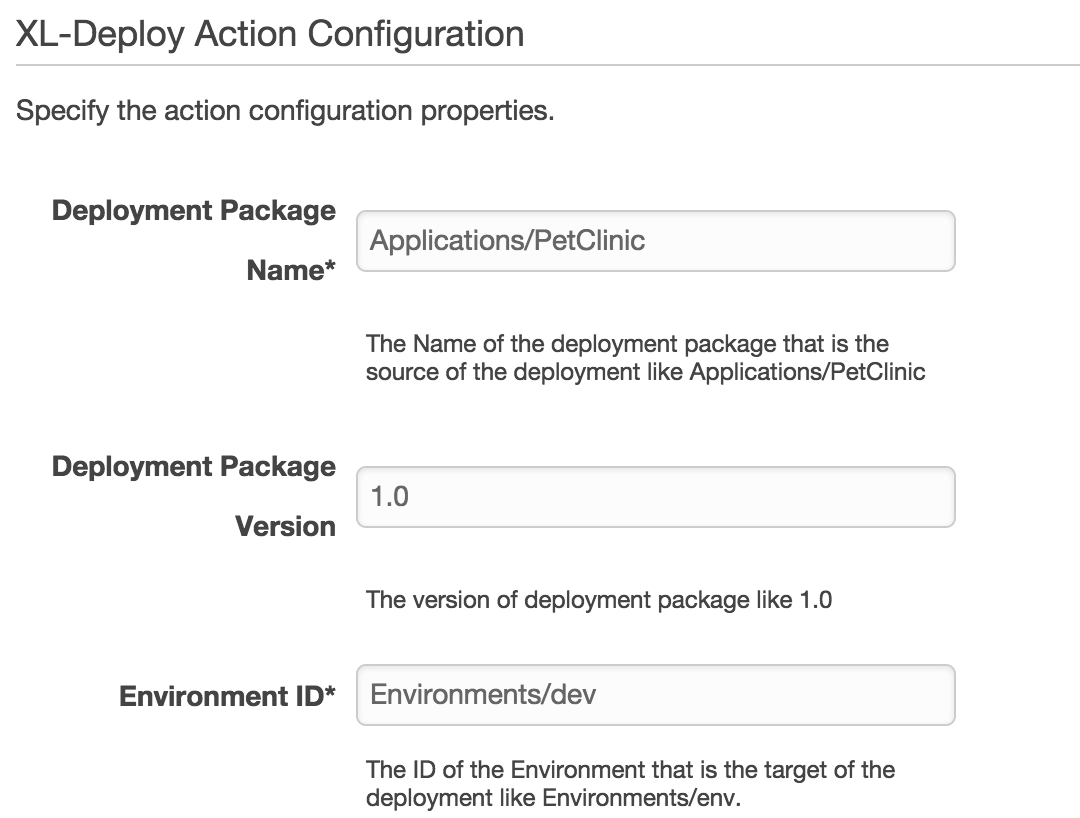 XL-Deploy Action Configuration
Specify the action configuration properties.
Deployment Package
Name*
Applications/PetClinic
The Name of the deployment package that is the
source of the deployment like Applications/PetClinic
Deployment Package
Version
1.0
The version of deployment package like 1.0
Environment ID*
Environments/dev
The ID of the Environment that is the target of the
deployment like Environments/env.